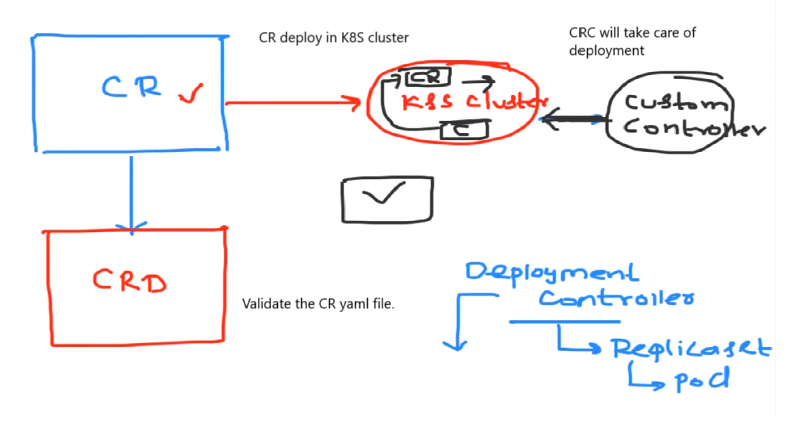 CR deploy in K8S cluster
CRC will take care of
deployment
CR
CR
K8S Cluster
C
Custom
Controller
CRD
Validate the CR yaml file.
Deployment
Controller
Replicaset
pod